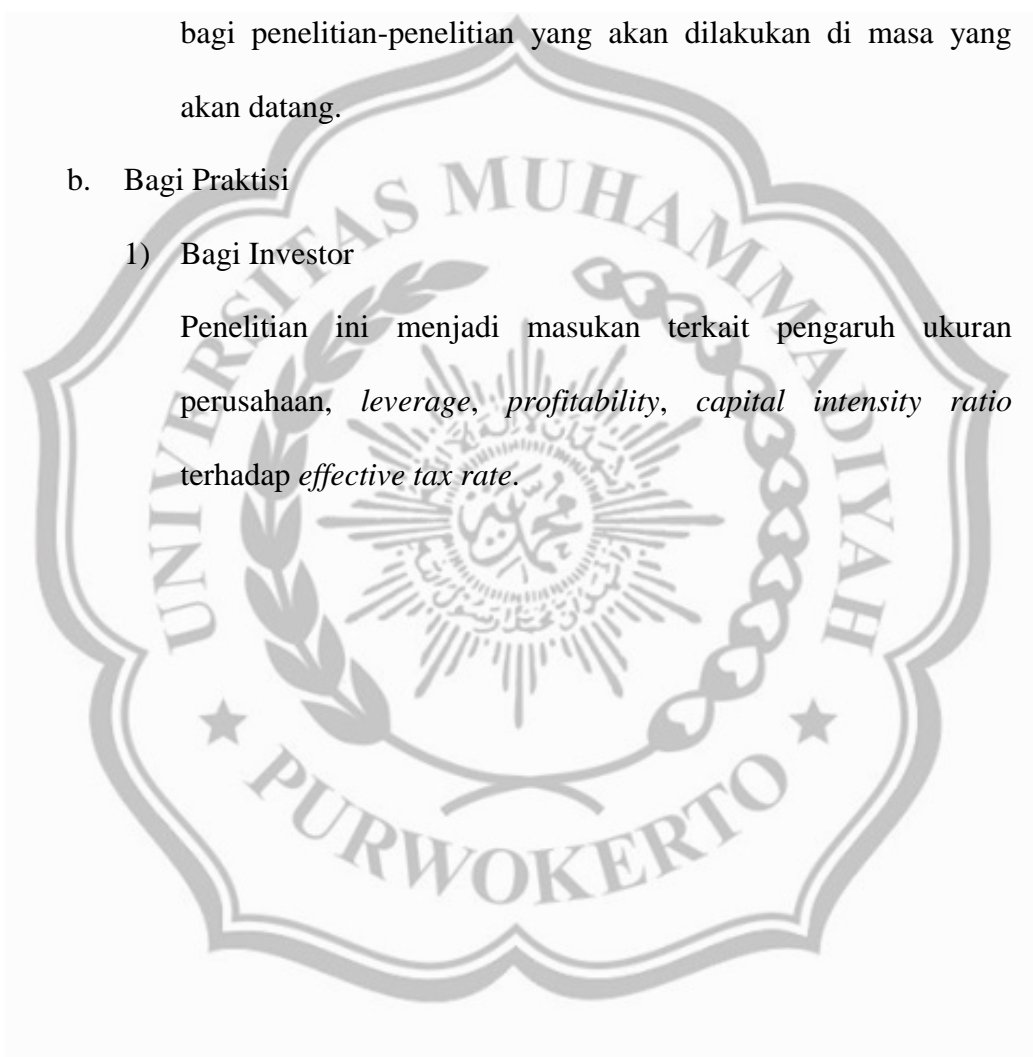 bagi penelitian-penelitian yang akan dilakukan di masa yang
akan datang.
b. Bagi Praktisi
1) Bagi Investor
Penelitian ini menjadi masukan terkait pengaruh ukuran
perusahaan, leverage, profitability, capital intensity ratio
terhadap effective tax rate.
UNIVERSITAS MUHAMMADIYAH
PURWOKERTO